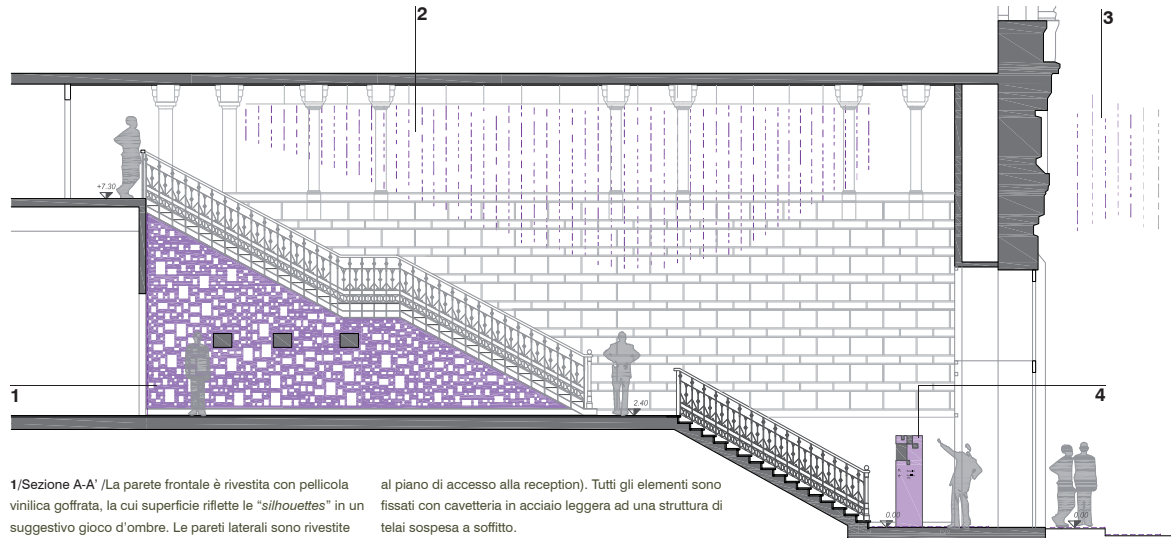 2
3
+7.30
1
2.40
4
0.00
0.00
1/Sezione A-A' /La parete frontale è rivestita con pellicola
vinilica goffrata, la cui superficie riflette le "silhouettes" in un
suggestivo gioco d'ombre. Le pareti laterali sono rivestite
al piano di accesso alla reception). Tutti gli elementi sono
fissati con cavetteria in acciaio leggera ad una struttura di
telai sospesa a soffitto.